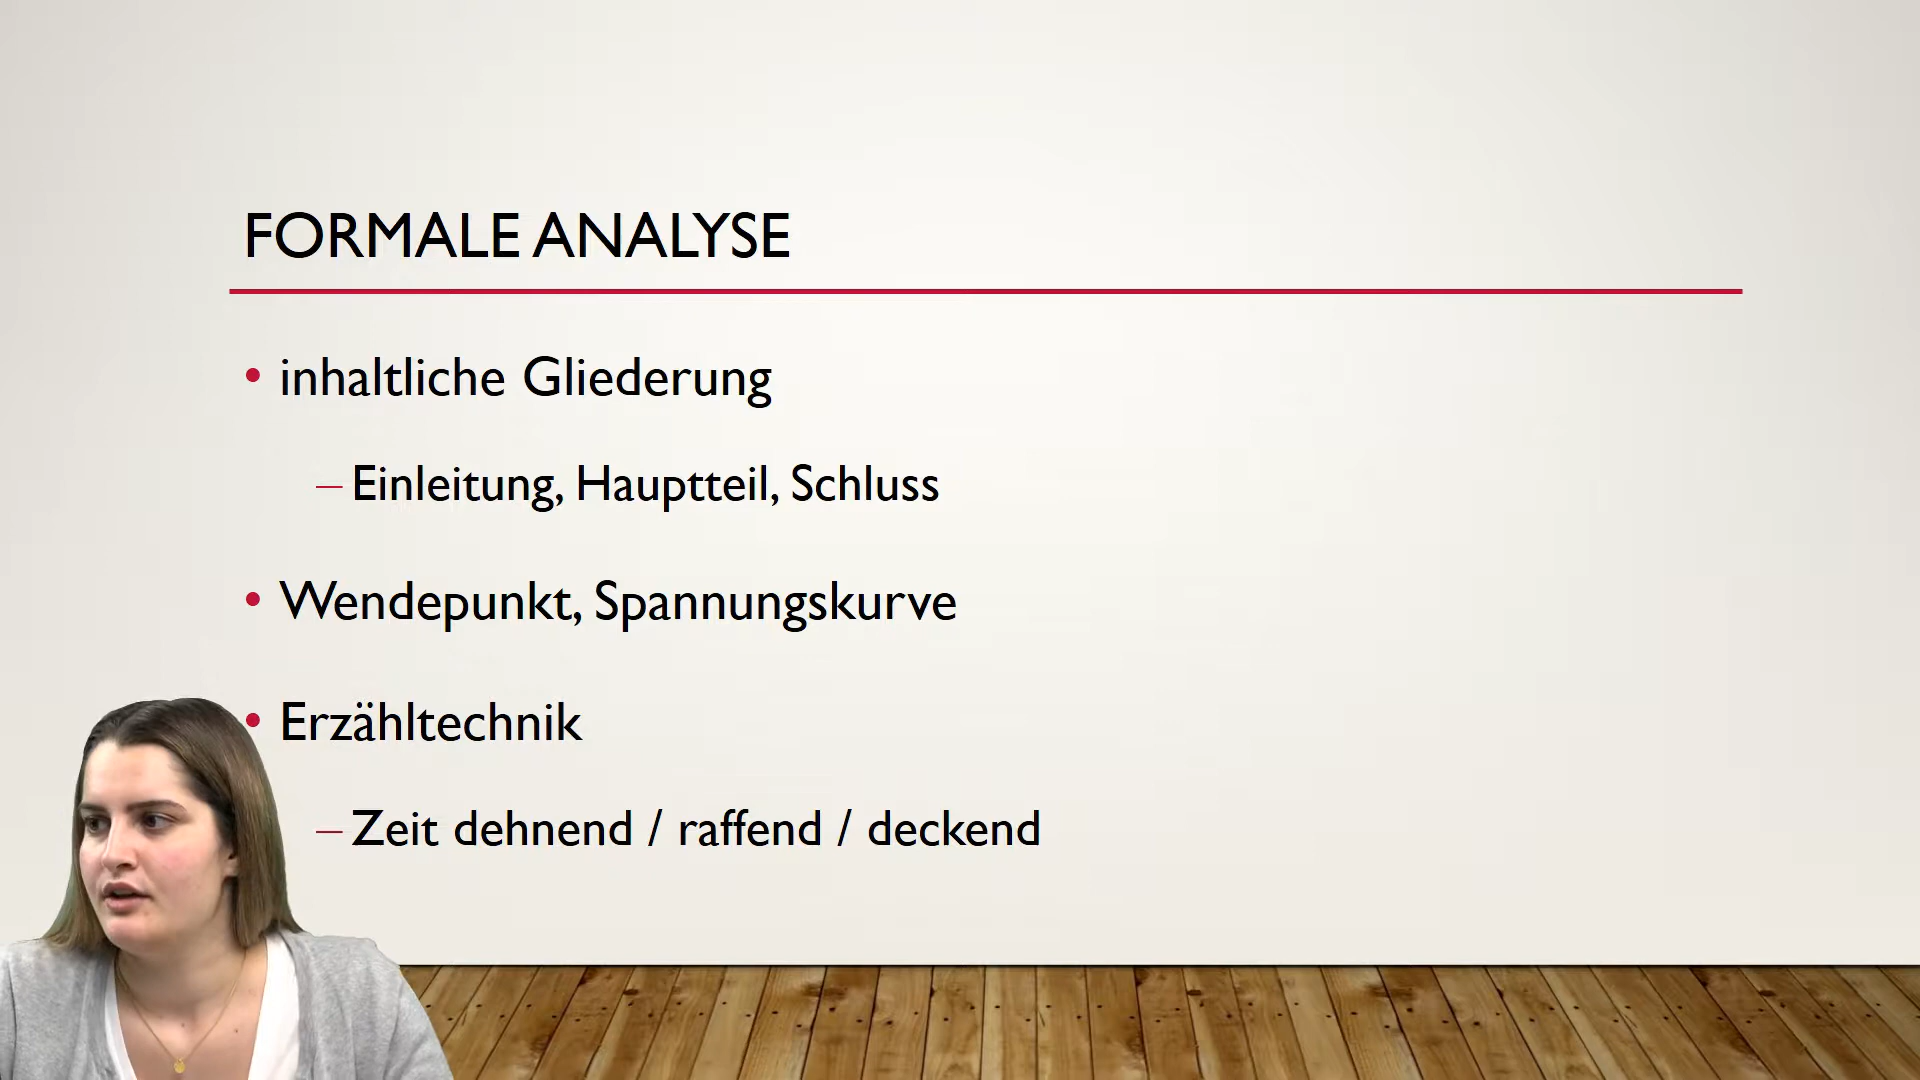 FORMALE ANALYSE
• inhaltliche Gliederung
– Einleitung, Hauptteil, Schluss
• Wendepunkt, Spannungskurve
• Erzähltechnik
– Zeit dehnend / raffend / deckend